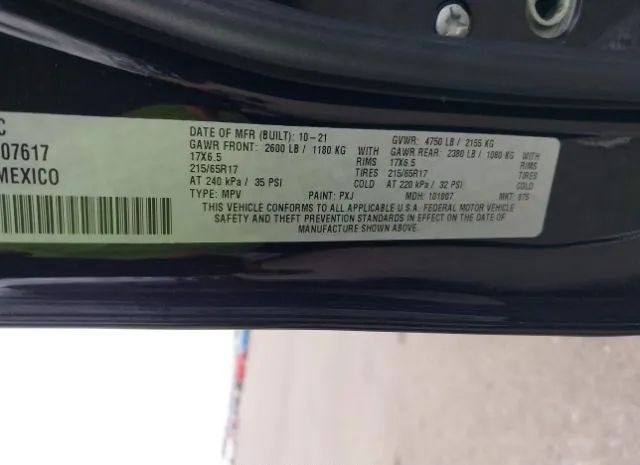 C
07617
MEXICO
DATE OF MFR (BUILT): 10-21 GVWR: 4750 LB / 2155 KG
GAWR FRONT: 2600 LB / 1180 KG WITH GAWR REAR: 2380 LB / 1080 KG WITH
17X6.5 RIMS 17X6.5 RIMS
215/65R17 TIRES 215/65R17 TIRES
AT 240 kPa / 35 PSI COLD AT 220 kPa / 32 PSI COLD
TYPE: MPV PAINT: PXJ MDH: 101807 MKT: 875
THIS VEHICLE CONFORMS TO ALL APPLICABLE U.S.A. FEDERAL MOTOR VEHICLE
SAFETY AND THEFT PREVENTION STANDARDS IN EFFECT ON THE DATE OF
MANUFACTURE SHOWN ABOVE.